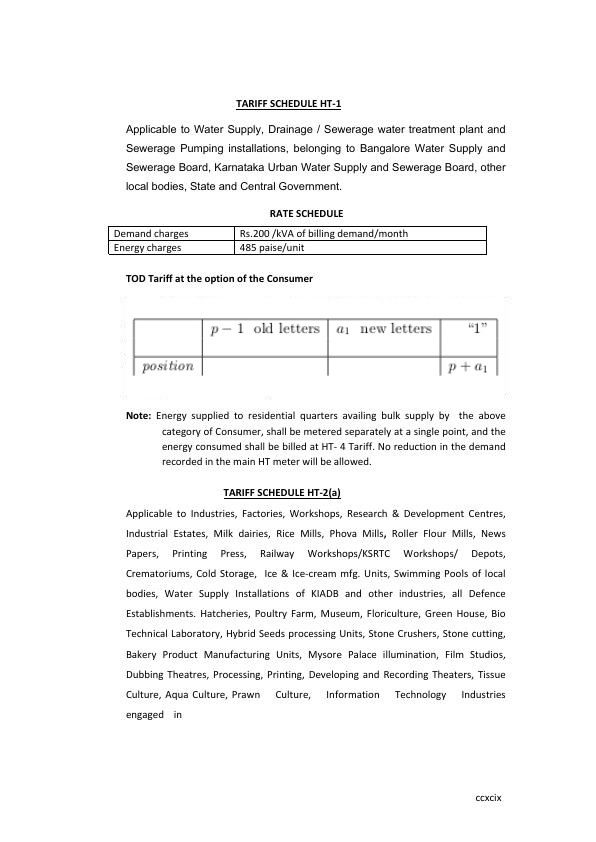 TARIFF SCHEDULE HT-1
Applicable to Water Supply, Drainage / Sewerage water treatment plant and
Sewerage Pumping installations, belonging to Bangalore Water Supply and
Sewerage Board, Karnataka Urban Water Supply and Sewerage Board, other
local bodies, State and Central Government.
RATE SCHEDULE
Demand charges Rs.200 /kVA of billing demand/month
Energy charges 485 paise/unit
TOD Tariff at the option of the Consumer
p − 1 old letters a₁ new letters “1”
position p + a₁
Note: Energy supplied to residential quarters availing bulk supply by the above
category of Consumer, shall be metered separately at a single point, and the
energy consumed shall be billed at HT- 4 Tariff. No reduction in the demand
recorded in the main HT meter will be allowed.
TARIFF SCHEDULE HT-2(a)
Applicable to Industries, Factories, Workshops, Research & Development Centres,
Industrial Estates, Milk dairies, Rice Mills, Phova Mills, Roller Flour Mills, News
Papers, Printing Press, Railway Workshops/KSRTC Workshops/ Depots,
Crematoriums, Cold Storage, Ice & Ice-cream mfg. Units, Swimming Pools of local
bodies, Water Supply Installations of KIADB and other industries, all Defence
Establishments. Hatcheries, Poultry Farm, Museum, Floriculture, Green House, Bio
Technical Laboratory, Hybrid Seeds processing Units, Stone Crushers, Stone cutting,
Bakery Product Manufacturing Units, Mysore Palace illumination, Film Studios,
Dubbing Theatres, Processing, Printing, Developing and Recording Theaters, Tissue
Culture, Aqua Culture, Prawn Culture, Information Technology Industries
engaged in
ccxcix